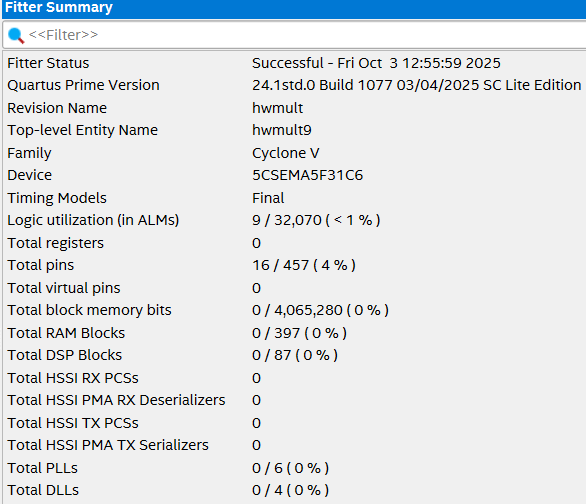 Fitter Summary
<<Filter>>
Fitter Status Successful - Fri Oct 3 12:55:59 2025
Quartus Prime Version 24.1std.0 Build 1077 03/04/2025 SC Lite Edition
Revision Name hwmult
Top-level Entity Name hwmult9
Family Cyclone V
Device 5CSEMA5F31C6
Timing Models Final
Logic utilization (in ALMs) 9 / 32,070 ( < 1 % )
Total registers 0
Total pins 16 / 457 ( 4 % )
Total virtual pins 0
Total block memory bits 0 / 4,065,280 ( 0 % )
Total RAM Blocks 0 / 397 ( 0 % )
Total DSP Blocks 0 / 87 ( 0 % )
Total HSSI RX PCSs 0
Total HSSI PMA RX Deserializers 0
Total HSSI TX PCSs 0
Total HSSI PMA TX Serializers 0
Total PLLs 0 / 6 ( 0 % )
Total DLLs 0 / 4 ( 0 % )